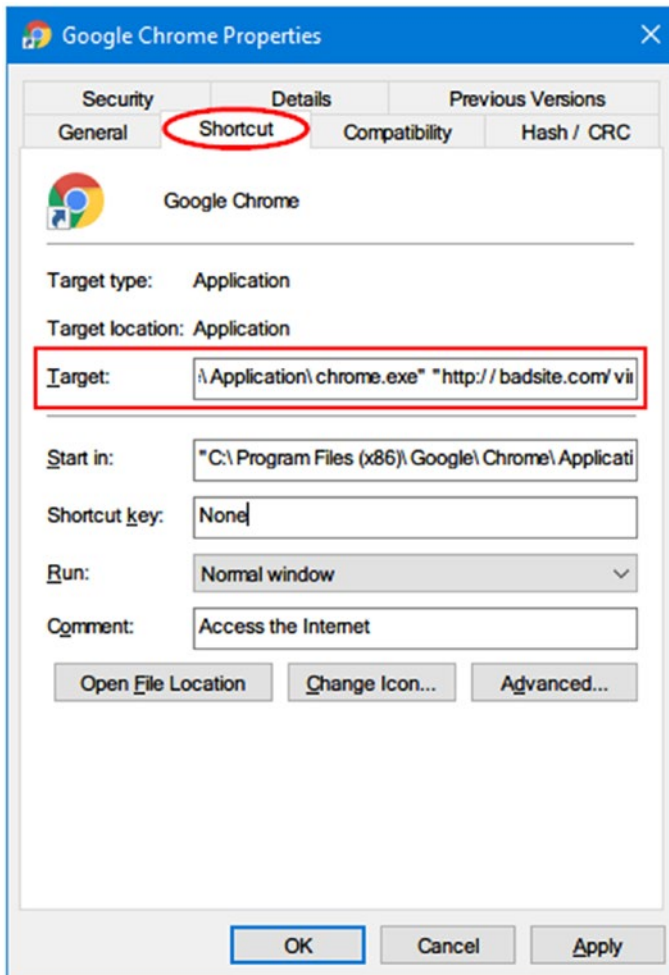 Google Chrome Properties
Security Details Previous Versions
General Shortcut Compatibility Hash / CRC
Google Chrome
Target type: Application
Target location: Application
Target: \Application\chrome.exe" "http://badsite.com/vi
Start in: "C:\Program Files (x86)\Google\Chrome\Applicati
Shortcut key: None
Run: Normal window
Comment: Access the Internet
Open File Location Change Icon... Advanced...
OK Cancel Apply